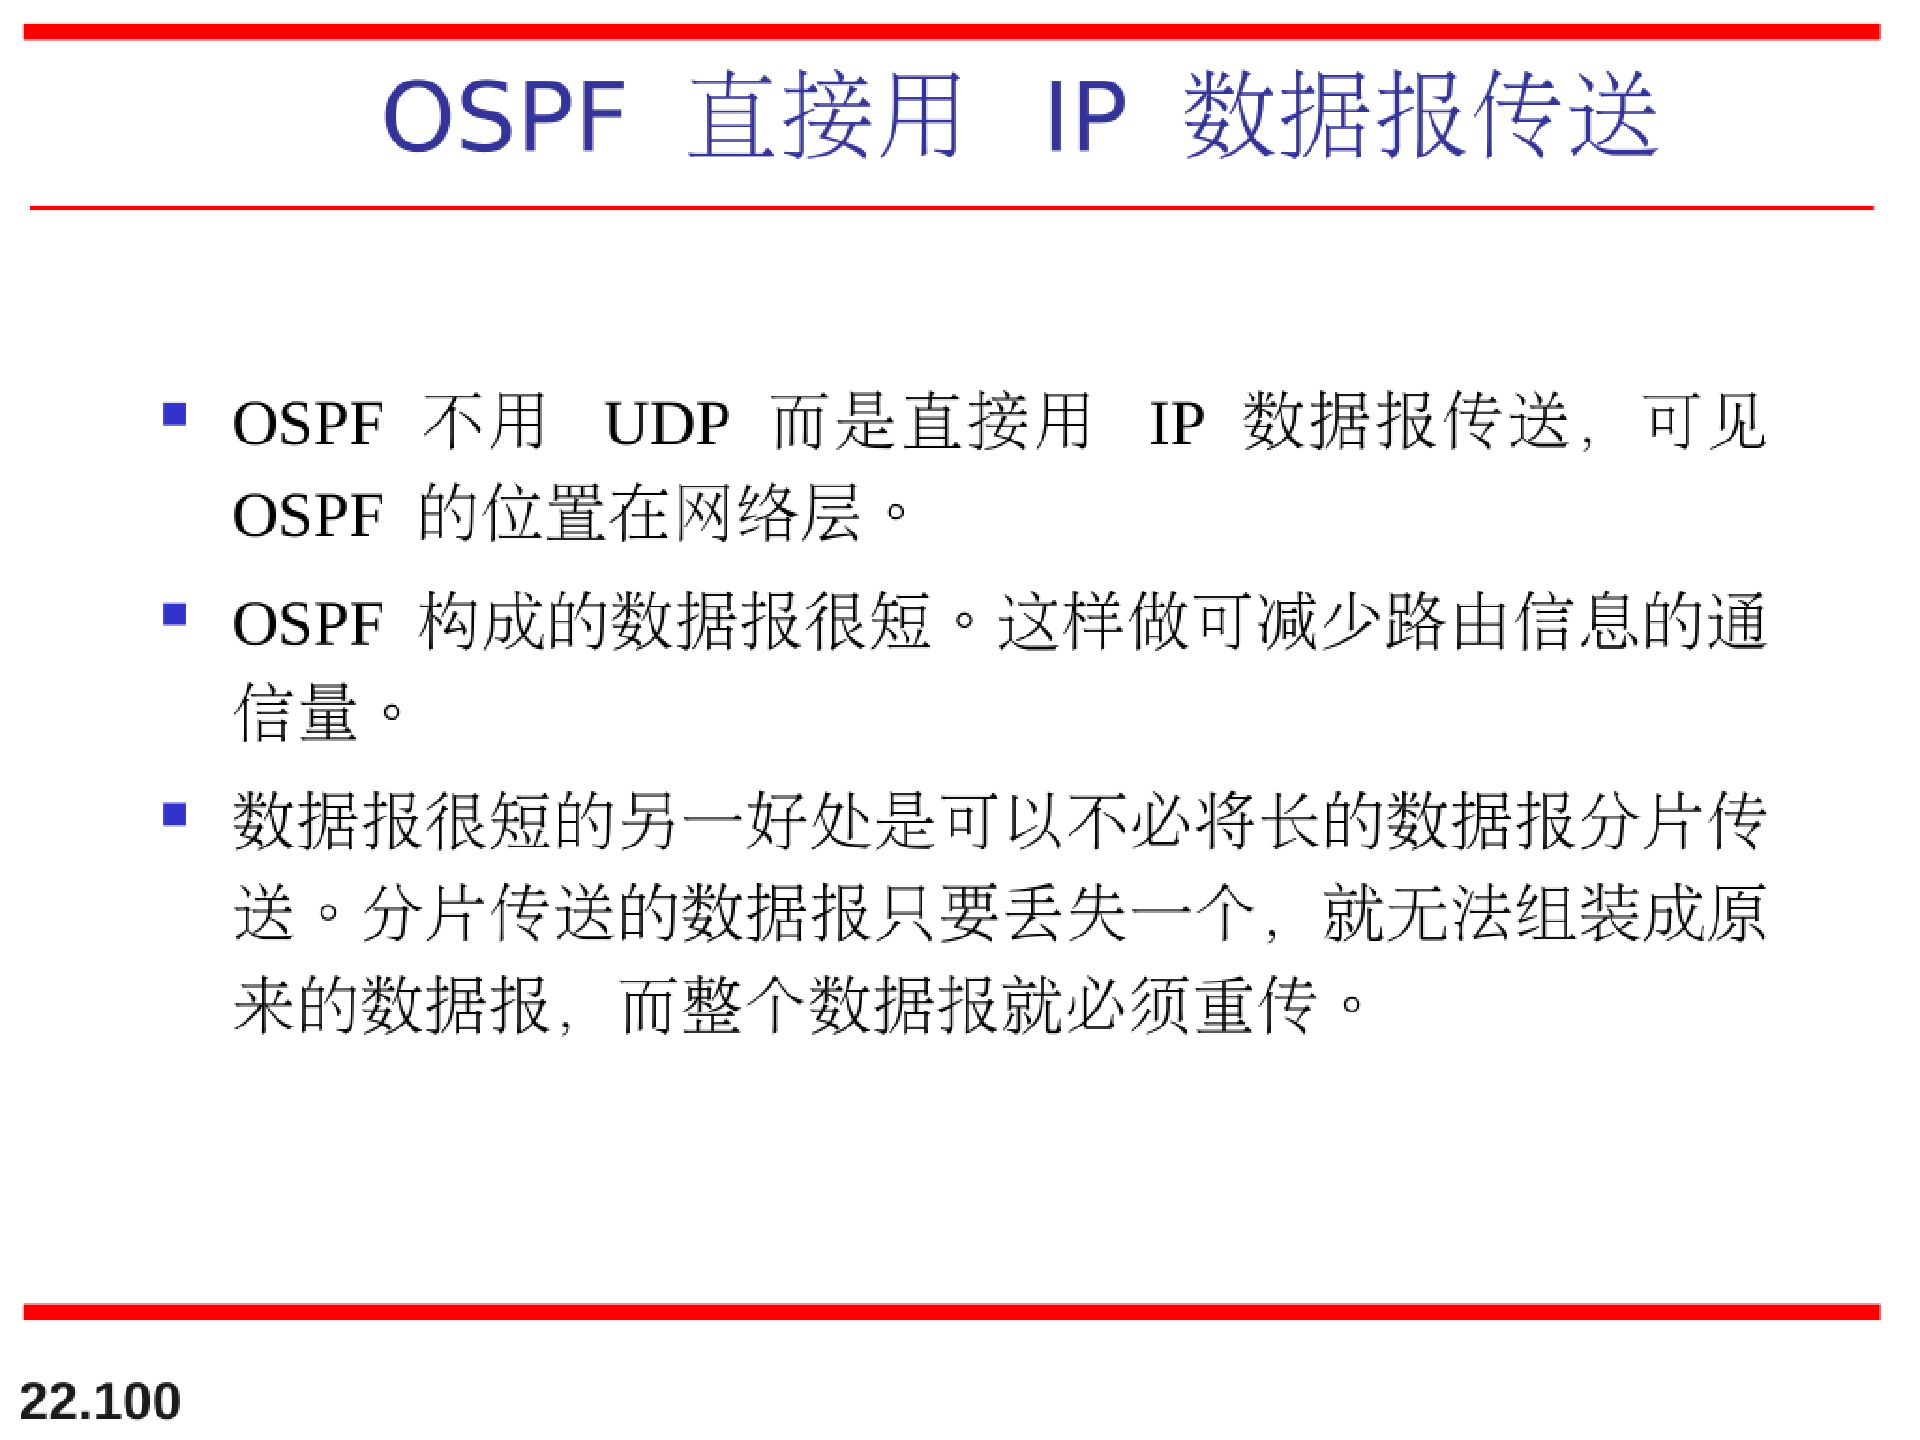 OSPF 直接用 IP 数据报传送
OSPF 不用 UDP 而是直接用 IP 数据报传送，可见
OSPF 的位置在网络层。
OSPF 构成的数据报很短。这样做可减少路由信息的通
信量。
数据报很短的另一好处是可以不必将长的数据报分片传
送。分片传送的数据报只要丢失一个，就无法组装成原
来的数据报，而整个数据报就必须重传。
22.100